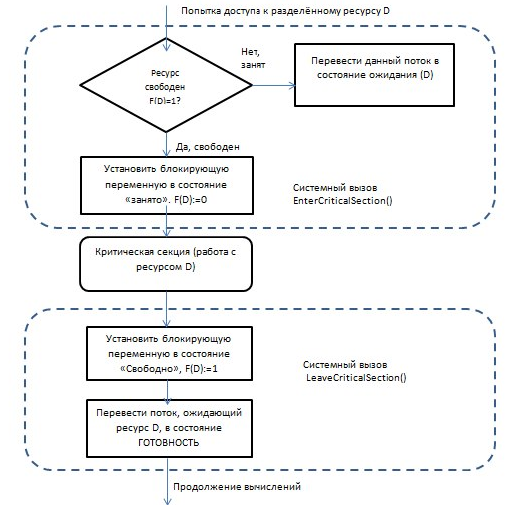 Попытка доступа к разделённому ресурсу D
Нет,
занят
Ресурс
свободен
F(D)=1?
Перевести данный поток в
состояние ожидания (D)
Да, свободен
Установить блокирующую
переменную в состояние
«занято». F(D):=0
Системный вызов
EnterCriticalSection()
Критическая секция (работа с
ресурсом D)
Установить блокирующую
переменную в состояние
«Свободно», F(D):=1
Системный вызов
LeaveCriticalSection()
Перевести поток, ожидающий
ресурс D, в состояние
ГОТОВНОСТЬ
Продолжение вычислений